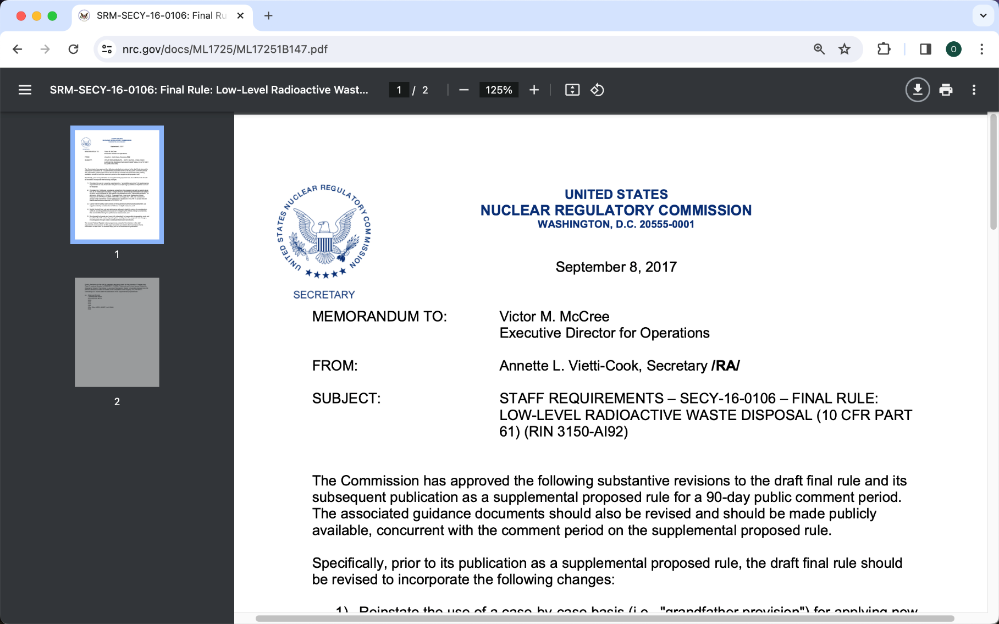 SRM-SECY-16-0106: Final Ru
nrc.gov/docs/ML1725/ML17251B147.pdf
O
SRM-SECY-16-0106: Final Rule: Low-Level Radioactive Wast...
1 / 2
125%
1
2
UNITED STATES NUCLEAR REGULATORY COMMISSION
SECRETARY
UNITED STATES
NUCLEAR REGULATORY COMMISSION
WASHINGTON, D.C. 20555-0001
September 8, 2017
MEMORANDUM TO: Victor M. McCree
Executive Director for Operations
FROM: Annette L. Vietti-Cook, Secretary /RA/
SUBJECT: STAFF REQUIREMENTS – SECY-16-0106 – FINAL RULE:
LOW-LEVEL RADIOACTIVE WASTE DISPOSAL (10 CFR PART
61) (RIN 3150-AI92)
The Commission has approved the following substantive revisions to the draft final rule and its
subsequent publication as a supplemental proposed rule for a 90-day public comment period.
The associated guidance documents should also be revised and should be made publicly
available, concurrent with the comment period on the supplemental proposed rule.
Specifically, prior to its publication as a supplemental proposed rule, the draft final rule should
be revised to incorporate the following changes:
1) Reinstate the use of a case-by-case basis (i.e., "grandfather provision") for applying new